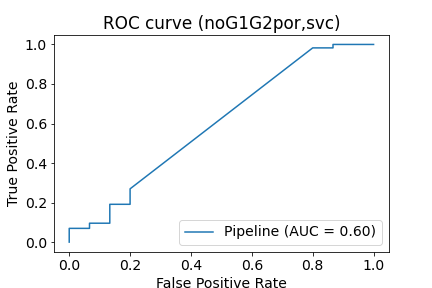 ROC curve (noG1G2por,svc)
True Positive Rate
1.0
0.8
0.6
0.4
0.2
0.0
Pipeline (AUC = 0.60)
0.0 0.2 0.4 0.6 0.8 1.0
False Positive Rate